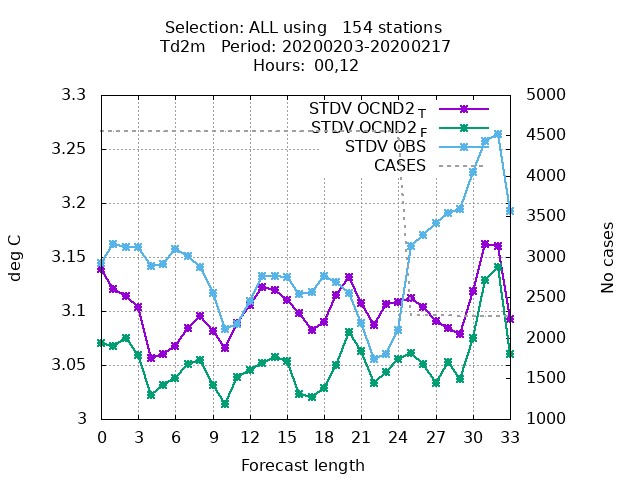 Selection: ALL using   154 stations
Td2m   Period: 20200203-20200217
Hours:  00,12
STDV OCND2 T
STDV OCND2 F
STDV OBS
CASES
3.3
3.25
3.2
3.15
3.1
3.05
3
5000
4500
4000
3500
3000
2500
2000
1500
1000
deg C
No cases
0 3 6 9 12 15 18 21 24 27 30 33
Forecast length